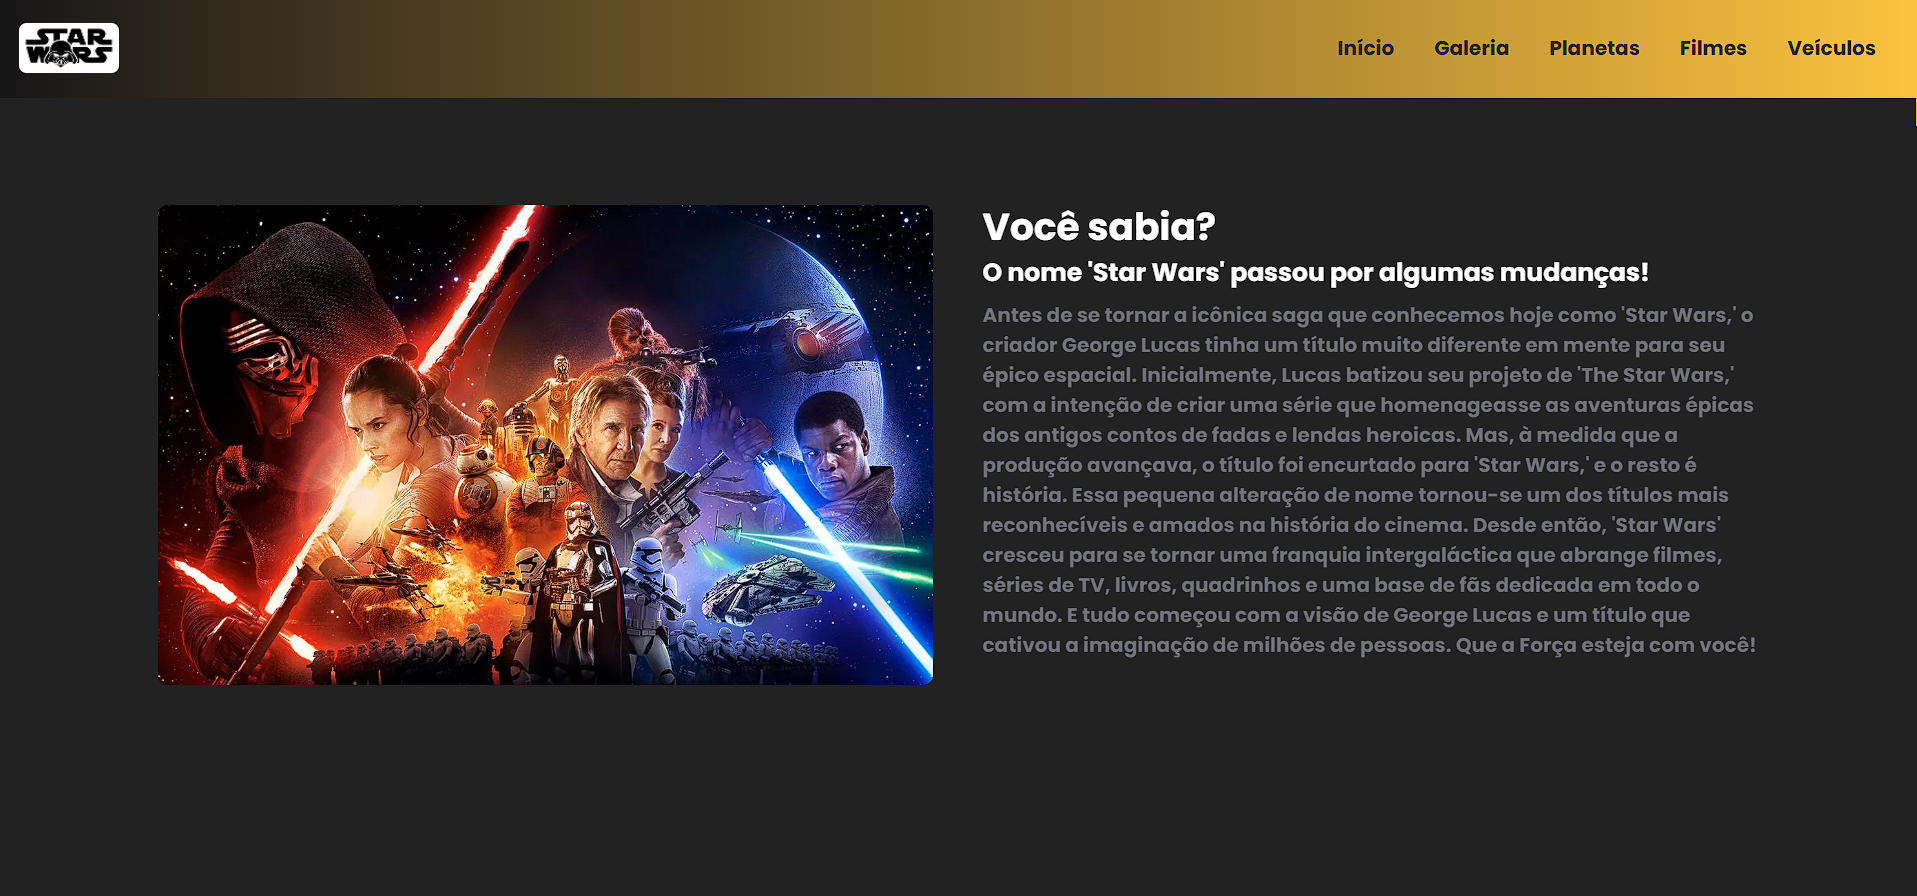 STAR
WARS
Início Galeria Planetas Filmes Veículos
Você sabia?
O nome 'Star Wars' passou por algumas mudanças!
Antes de se tornar a icônica saga que conhecemos hoje como 'Star Wars,' o
criador George Lucas tinha um título muito diferente em mente para seu
épico espacial. Inicialmente, Lucas batizou seu projeto de 'The Star Wars,'
com a intenção de criar uma série que homenageasse as aventuras épicas
dos antigos contos de fadas e lendas heroicas. Mas, à medida que a
produção avançava, o título foi encurtado para 'Star Wars,' e o resto é
história. Essa pequena alteração de nome tornou-se um dos títulos mais
reconhecíveis e amados na história do cinema. Desde então, 'Star Wars'
cresceu para se tornar uma franquia intergaláctica que abrange filmes,
séries de TV, livros, quadrinhos e uma base de fãs dedicada em todo o
mundo. E tudo começou com a visão de George Lucas e um título que
cativou a imaginação de milhões de pessoas. Que a Força esteja com você!